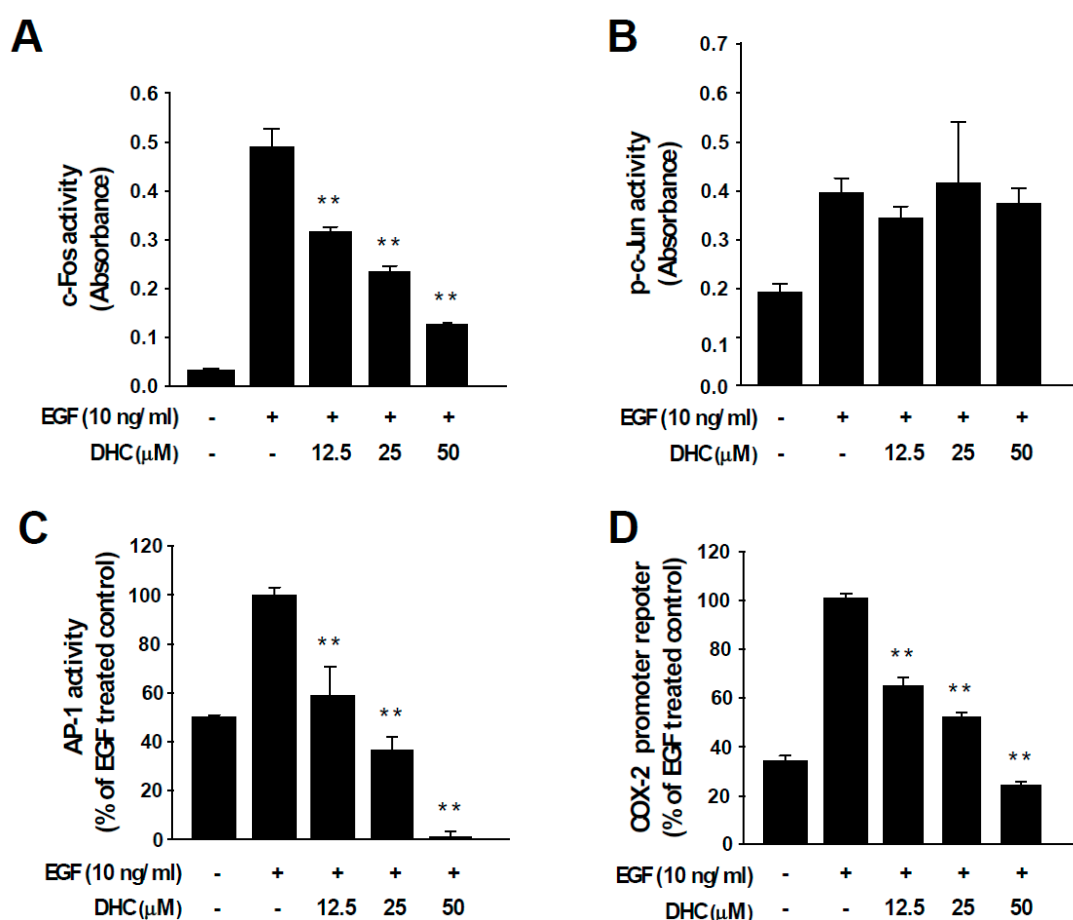 A
c-Fos activity
(Absorbance)
0.6
0.5
0.4
0.3
0.2
0.1
0.0
**
**
**
EGF (10 ng/ml) - + + + +
DHC (μM) - - 12.5 25 50
B
p-c-Jun activity
(Absorbance)
0.7
0.6
0.5
0.4
0.3
0.2
0.1
0.0
EGF (10 ng/ml) - + + + +
DHC (μM) - - 12.5 25 50
C
AP-1 activity
(% of EGF treated control)
120
100
80
60
40
20
0
**
**
**
EGF (10 ng/ml) - + + + +
DHC (μM) - - 12.5 25 50
D
COX-2 promoter repoter
(% of EGF treated control)
120
100
80
60
40
20
0
**
**
**
EGF (10 ng/ml) - + + + +
DHC (μM) - - 12.5 25 50